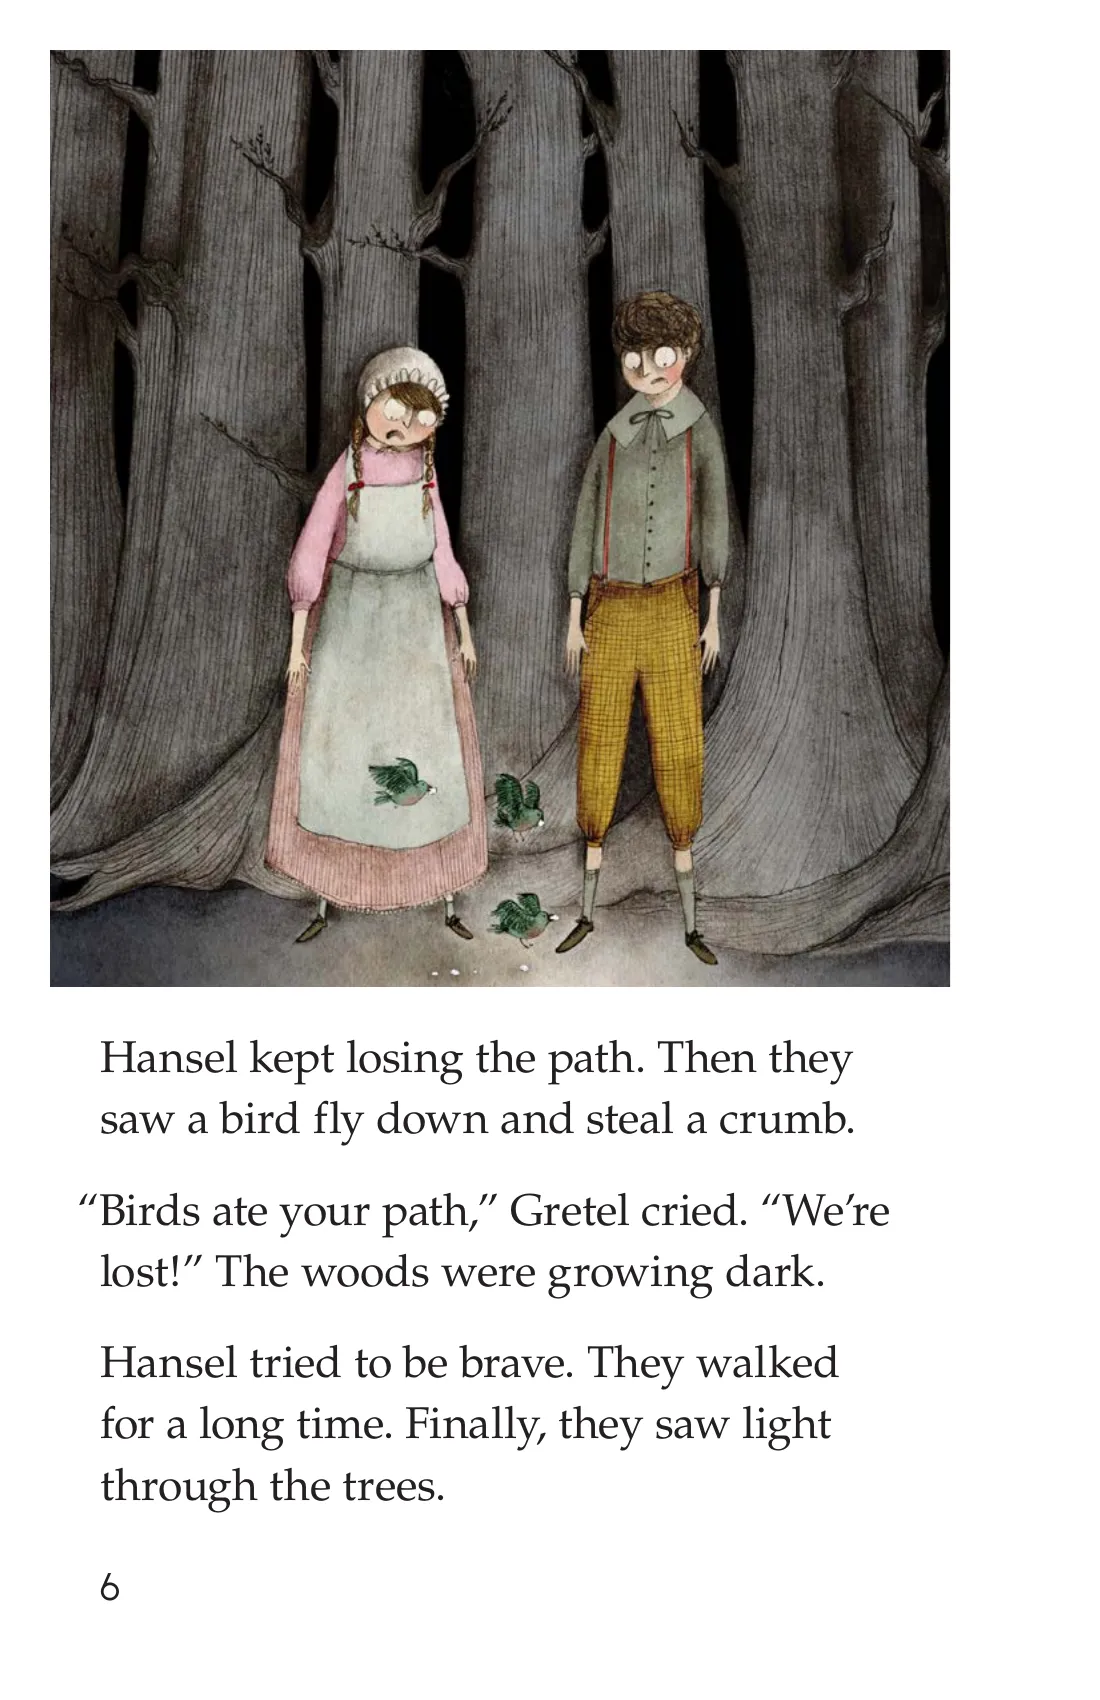 Hansel kept losing the path. Then they
saw a bird fly down and steal a crumb.
“Birds ate your path,” Gretel cried. “We’re
lost!” The woods were growing dark.
Hansel tried to be brave. They walked
for a long time. Finally, they saw light
through the trees.
6